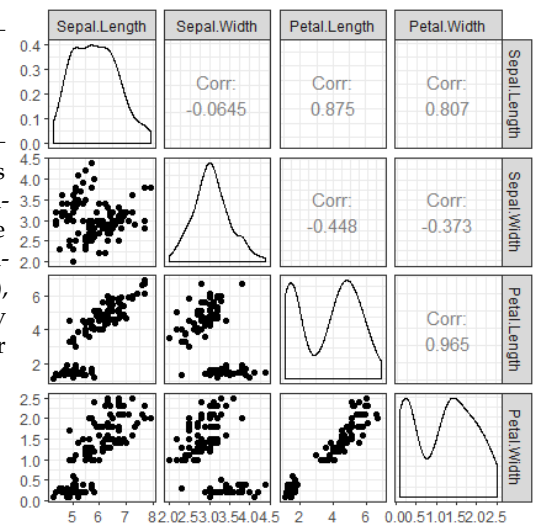 Sepal.Length Sepal.Width Petal.Length Petal.Width
0.4
0.3
0.2
0.1
0.0
Corr:
-0.0645
Corr:
0.875
Corr:
0.807
Sepal.Length
s
-
e
-
),
y
r
4.5
4.0
3.5
3.0
2.5
2.0
Corr:
-0.448
Corr:
-0.373
Sepal.Width
6
4
2
Corr:
0.965
Petal.Length
2.5
2.0
1.5
1.0
0.5
0.0
Petal.Width
5 6 7 8 2.0 2.5 3.0 3.5 4.0 4.5 2 4 6 0.0 0.5 1.0 1.5 2.0 2.5